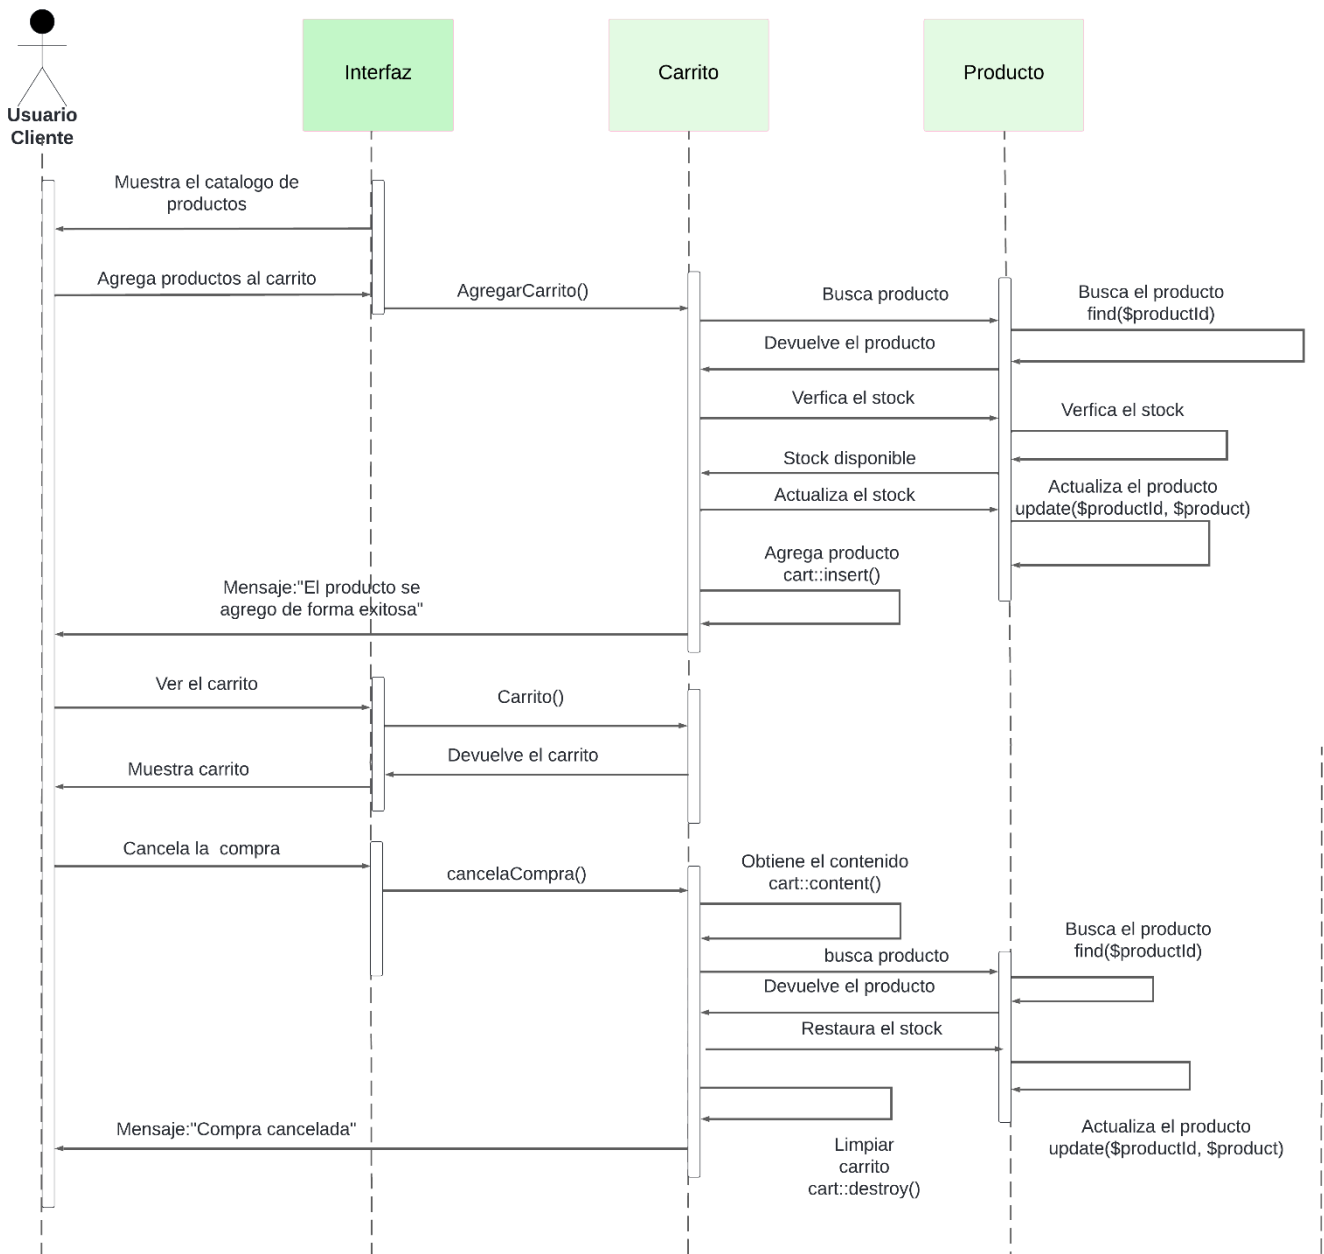 Interfaz
Carrito
Producto
Usuario
Cliente
Muestra el catalogo de
productos
Agrega productos al carrito
AgregarCarrito()
Busca producto
Busca el producto
find($productId)
Devuelve el producto
Verfica el stock
Verfica el stock
Stock disponible
Actualiza el stock
Actualiza el producto
update($productId, $product)
Agrega producto
cart::insert()
Mensaje:"El producto se
agrego de forma exitosa"
Ver el carrito
Carrito()
Devuelve el carrito
Muestra carrito
Cancela la  compra
cancelaCompra()
Obtiene el contenido
cart::content()
busca producto
Busca el producto
find($productId)
Devuelve el producto
Restaura el stock
Mensaje:"Compra cancelada"
Actualiza el producto
update($productId, $product)
Limpiar
carrito
cart::destroy()